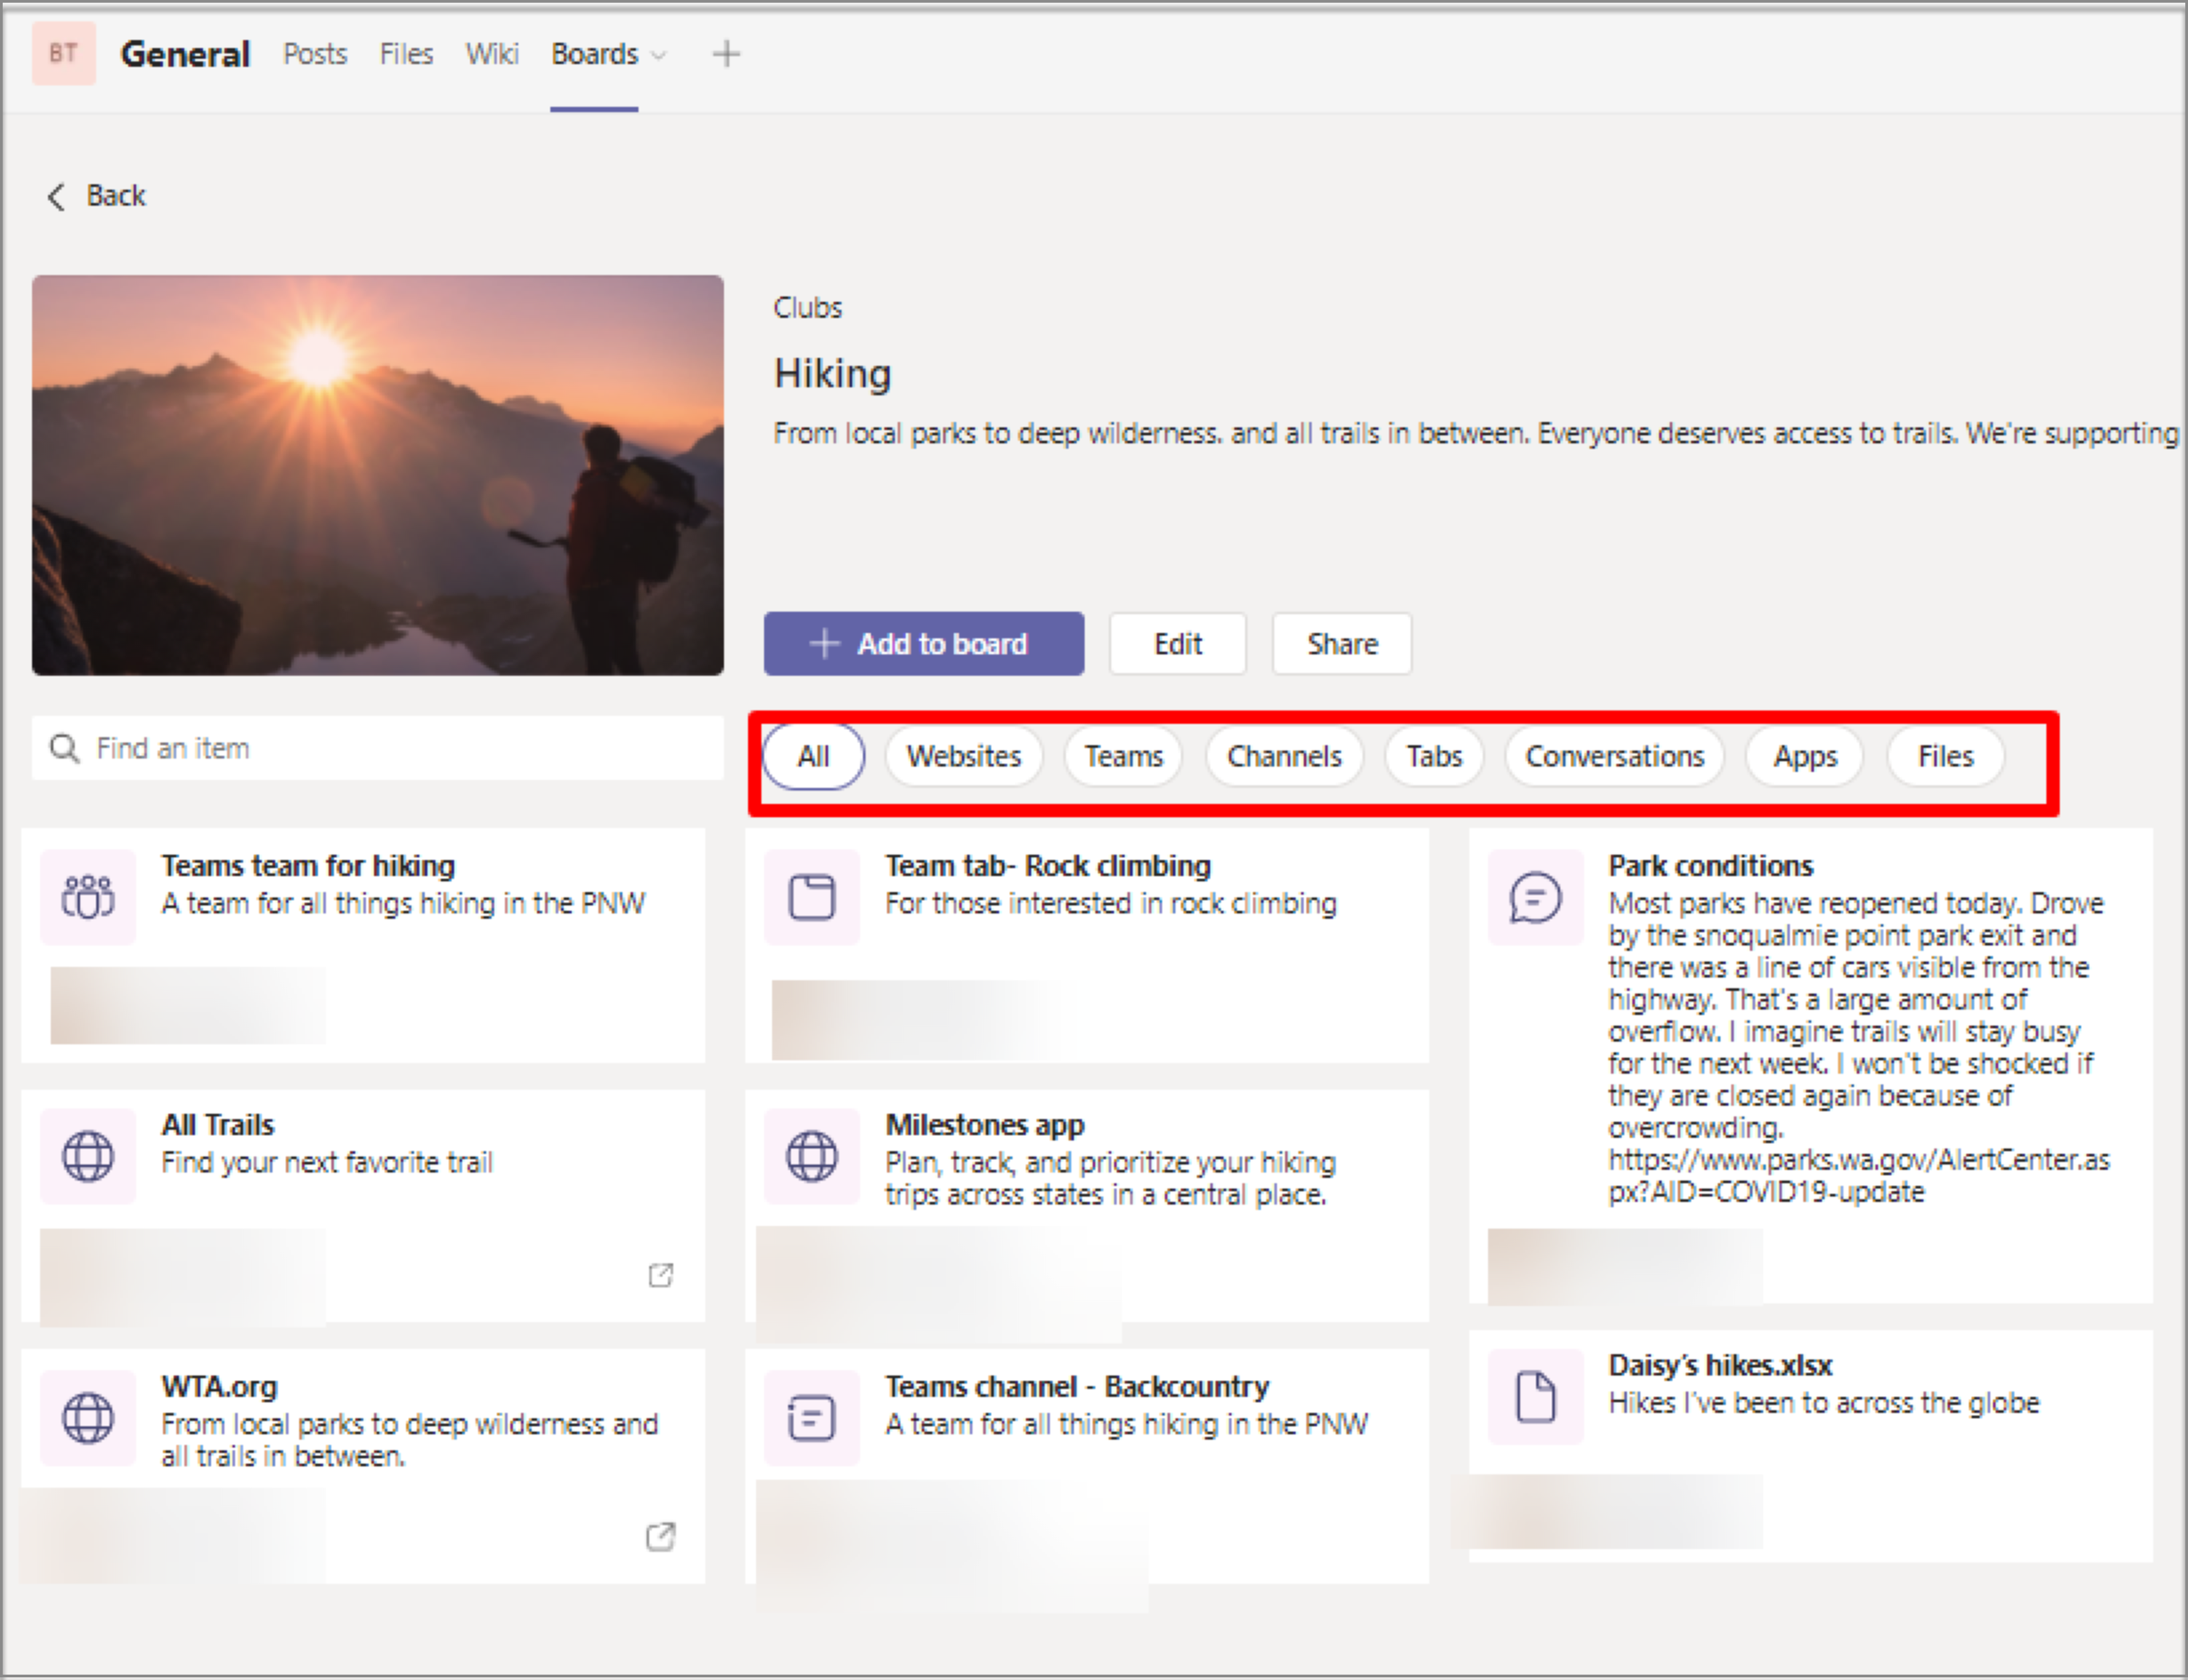 BT General Posts Files Wiki Boards
Back
Clubs
Hiking
From local parks to deep wilderness. and all trails in between. Everyone deserves access to trails. We're supporting
Add to board Edit Share
Find an item
All Websites Teams Channels Tabs Conversations Apps Files
Teams team for hiking
A team for all things hiking in the PNW
All Trails
Find your next favorite trail
WTA.org
From local parks to deep wilderness and
all trails in between.
Team tab- Rock climbing
For those interested in rock climbing
Milestones app
Plan, track, and prioritize your hiking
trips across states in a central place.
Teams channel - Backcountry
A team for all things hiking in the PNW
Park conditions
Most parks have reopened today. Drove
by the snoqualmie point park exit and
there was a line of cars visible from the
highway. That's a large amount of
overflow. I imagine trails will stay busy
for the next week. I won't be shocked if
they are closed again because of
overcrowding.
https://www.parks.wa.gov/AlertCenter.as
px?AID=COVID19-update
Daisy's hikes.xlsx
Hikes I've been to across the globe